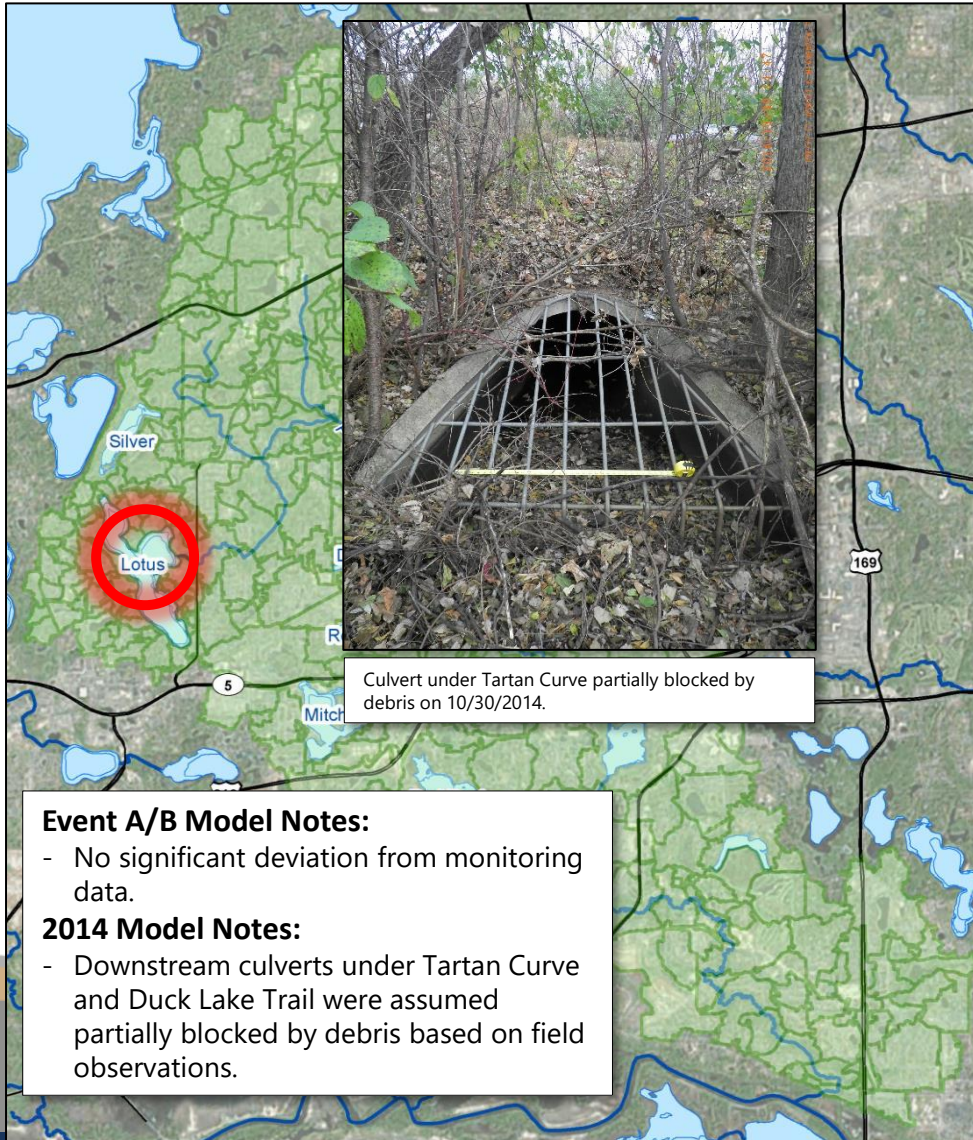 Silver
Lotus
169
5
Mitch
Culvert under Tartan Curve partially blocked by
debris on 10/30/2014.
Event A/B Model Notes:
- No significant deviation from monitoring
data.
2014 Model Notes:
- Downstream culverts under Tartan Curve
and Duck Lake Trail were assumed
partially blocked by debris based on field
observations.